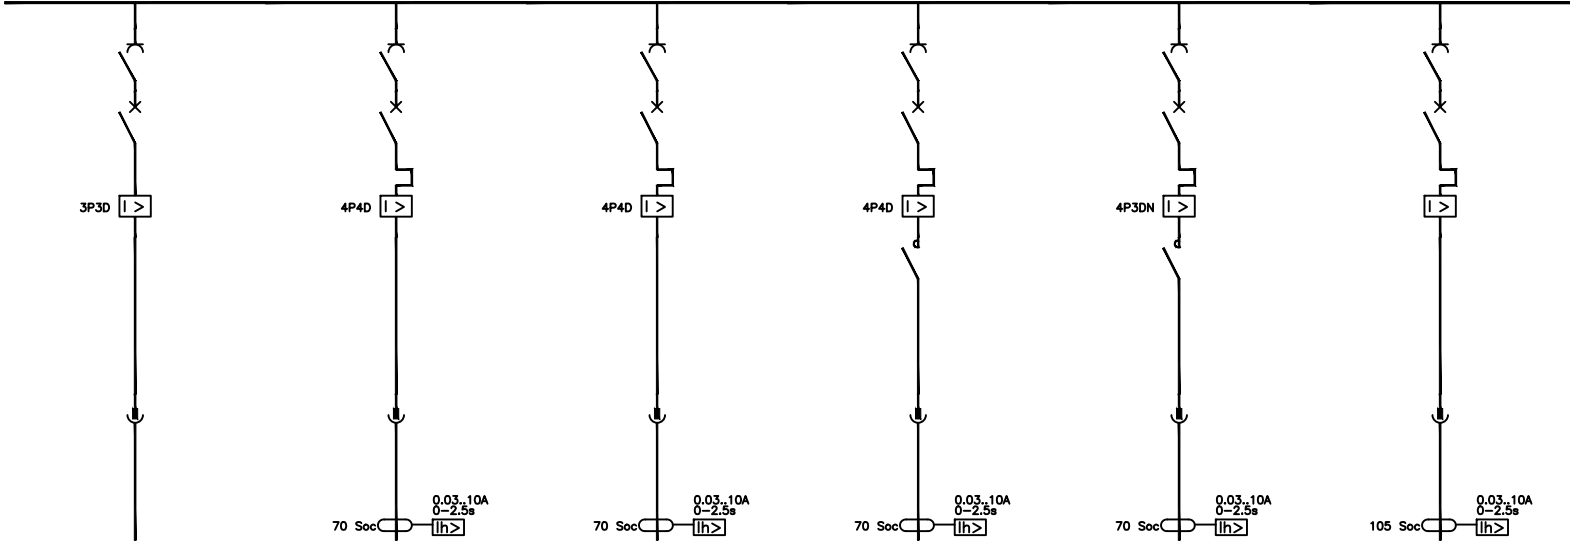 3P3D I >
4P4D I >
4P4D I >
4P4D I >
4P3DN I >
I >
0.03..10A
0-2.5s
70 Soc Ih>
0.03..10A
0-2.5s
70 Soc Ih>
0.03..10A
0-2.5s
70 Soc Ih>
0.03..10A
0-2.5s
70 Soc Ih>
0.03..10A
0-2.5s
105 Soc Ih>